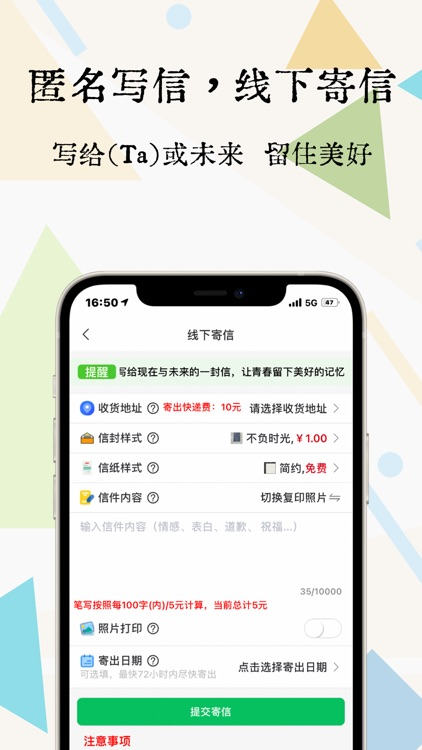 匿名写信，线下寄信
写给(Ta)或未来 留住美好
16:50 5G 47
线下寄信
提醒 写给现在与未来的一封信，让青春留下美好的记忆
收货地址 ? 寄出快递费：10元 请选择收货地址
信封样式 ? 不负时光,￥1.00
信纸样式 ? 简约,免费
信件内容 ? 切换复印照片
输入信件内容（情感、表白、道歉、祝福...）
35/10000
笔写按照每100字(内)/5元计算，当前总计5元
照片打印 ?
寄出日期 ? 点击选择寄出日期
可选填，最快72小时内尽快寄出
提交寄信
注意事项